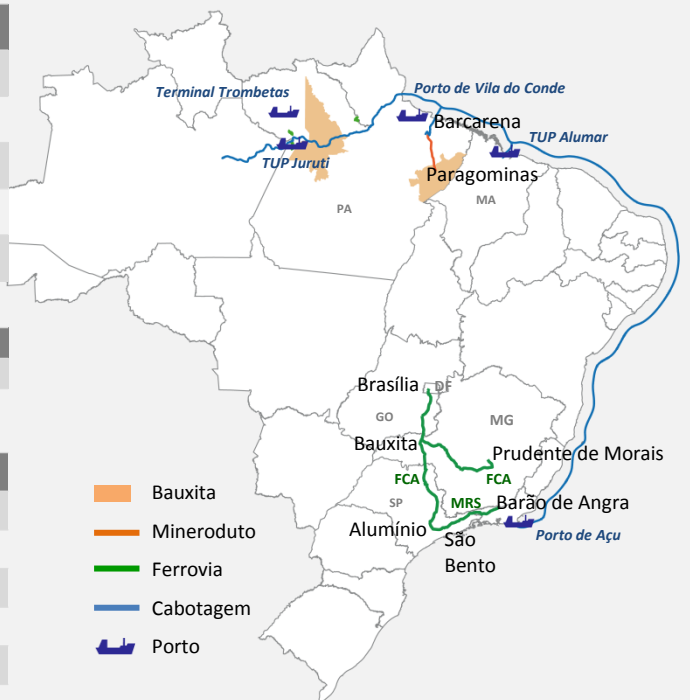 Terminal Trombetas
Porto de Vila do Conde
Barcarena
TUP Alumar
TUP Juruti
Paragominas
PA
MA
Brasília
DF
GO
MG
Bauxita
Prudente de Morais
FCA
FCA
SP
MRS
Barão de Angra
Alumínio
São
Bento
Porto de Açu
Bauxita
Mineroduto
Ferrovia
Cabotagem
Porto